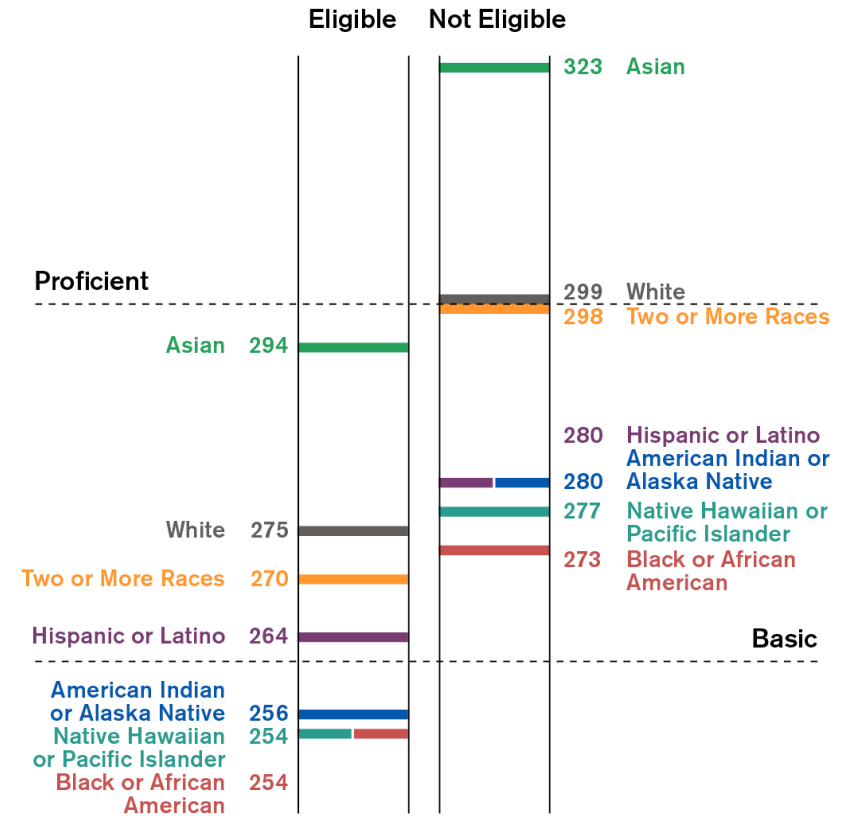 Eligible Not Eligible
323 Asian
Proficient
299 White
298 Two or More Races
Asian 294
280 Hispanic or Latino
American Indian or
280 Alaska Native
277 Native Hawaiian or
Pacific Islander
White 275
273 Black or African
American
Two or More Races 270
Hispanic or Latino 264
Basic
American Indian
or Alaska Native 256
Native Hawaiian 254
or Pacific Islander
Black or African 254
American